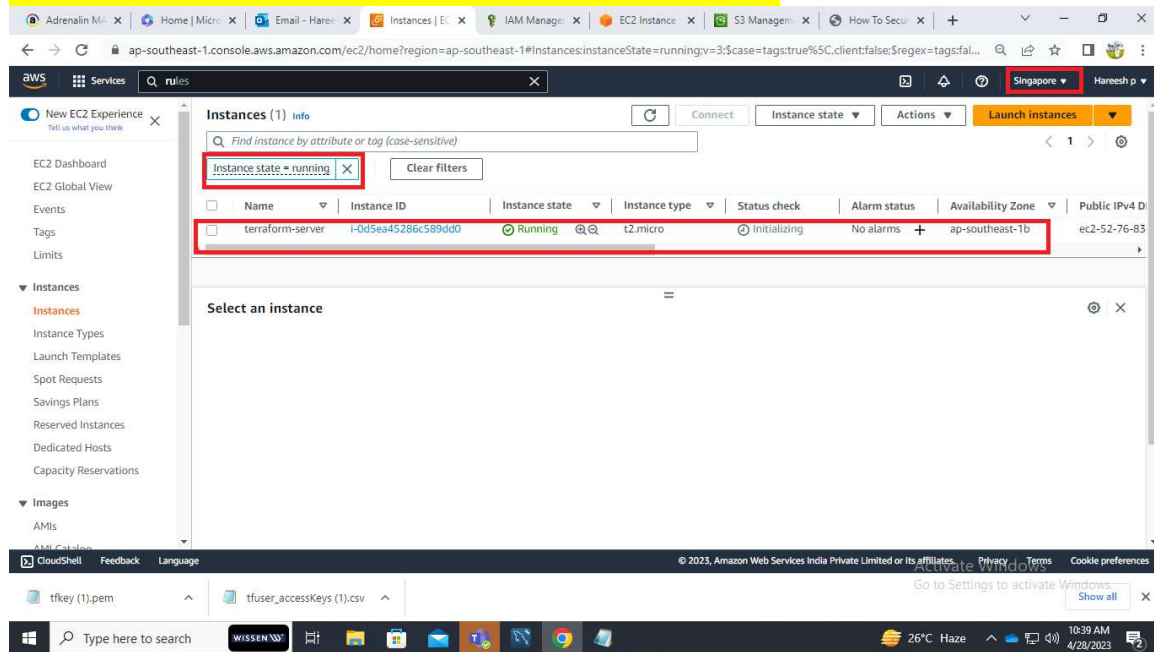 Adrenalin MA
Home | Micro
Email - Haree
Instances | EC
IAM Manage
EC2 Instance
S3 Managem
How To Secur
ap-southeast-1.console.aws.amazon.com/ec2/home?region=ap-southeast-1#Instances:instanceState=running;v=3;$case=tags:true%5C,client:false;$regex=tags:fal...
aws Services rules Singapore Hareesh p
New EC2 Experience
Tell us what you think
EC2 Dashboard
EC2 Global View
Events
Tags
Limits
Instances
Instances
Instance Types
Launch Templates
Spot Requests
Savings Plans
Reserved Instances
Dedicated Hosts
Capacity Reservations
Images
AMIs
AMI Catalog
Instances (1) Info Connect Instance state Actions Launch instances
Find instance by attribute or tag (case-sensitive) 1
Instance state = running Clear filters
Name Instance ID Instance state Instance type Status check Alarm status Availability Zone Public IPv4 D
terraform-server i-0d5ea45286c589dd0 Running t2.micro Initializing No alarms + ap-southeast-1b ec2-52-76-83
Select an instance
CloudShell Feedback Language © 2023, Amazon Web Services India Private Limited or its affiliates. Privacy Terms Cookie preferences
Activate Windows
Go to Settings to activate Windows.
tfkey (1).pem tfuser_accessKeys (1).csv Show all
Type here to search WISSEN 26°C Haze 10:39 AM
4/28/2023